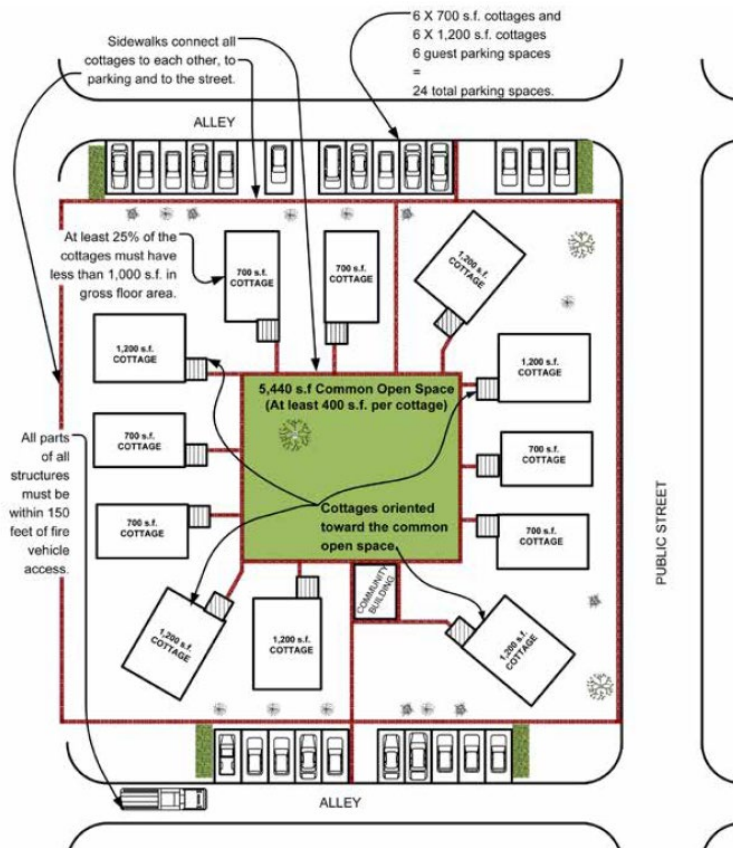 Sidewalks connect all
cottages to each other, to
parking and to the street.
6 X 700 s.f. cottages and
6 X 1,200 s.f. cottages
6 guest parking spaces
=
24 total parking spaces.
ALLEY
At least 25% of the
cottages must have
less than 1,000 s.f. in
gross floor area.
700 s.f.
COTTAGE
700 s.f.
COTTAGE
1,200 s.f.
COTTAGE
1,200 s.f.
COTTAGE
1,200 s.f.
COTTAGE
5,440 s.f Common Open Space
(At least 400 s.f. per cottage)
700 s.f.
COTTAGE
700 s.f.
COTTAGE
All parts
of all
structures
must be
within 150
feet of fire
vehicle
access.
Cottages oriented
toward the common
open space
700 s.f.
COTTAGE
700 s.f.
COTTAGE
PUBLIC STREET
COMMUNITY
BUILDING
1,200 s.f.
COTTAGE
1,200 s.f.
COTTAGE
1,200 s.f.
COTTAGE
ALLEY